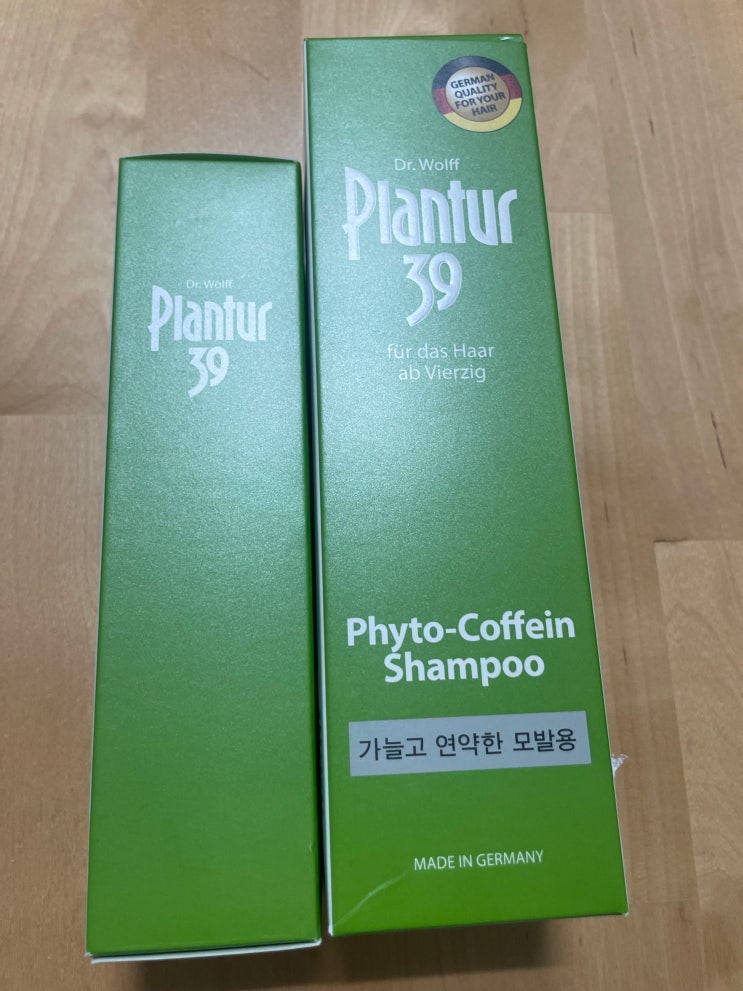 Dr. Wolff
Plantur
39
GERMAN
QUALITY
FOR YOUR
HAIR
Dr. Wolff
Plantur
39
für das Haar
ab Vierzig
Phyto-Coffein
Shampoo
가늘고 연약한 모발용
MADE IN GERMANY